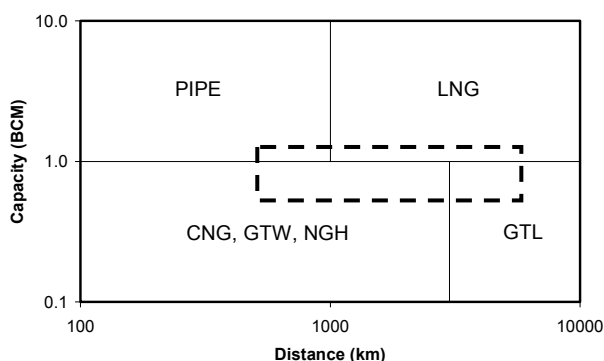 10.0
PIPE
LNG
Capacity (BCM)
1.0
CNG, GTW, NGH
GTL
0.1
100
1000
10000
Distance (km)